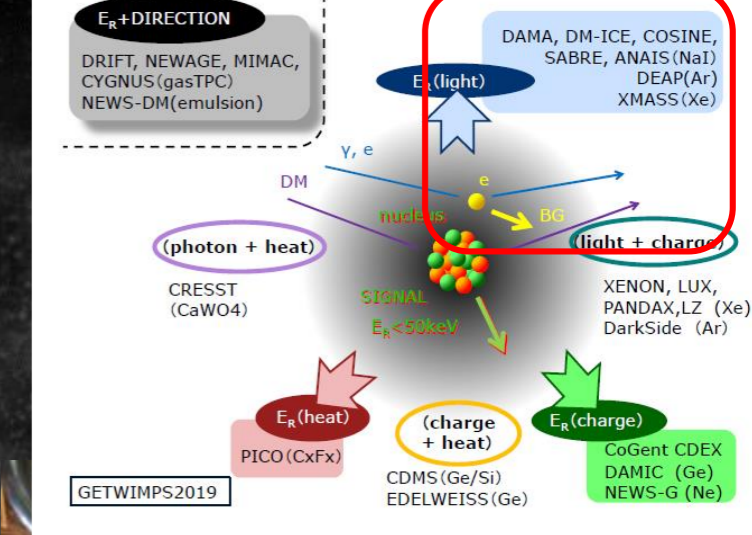 E_R+DIRECTION
DRIFT, NEWAGE, MIMAC,
CYGNUS(gasTPC)
NEWS-DM(emulsion)
DAMA, DM-ICE, COSINE,
SABRE, ANAIS(NaI)
DEAP(Ar)
XMASS(Xe)
E_R(light)
γ, e
DM
e
nucleus
BG
(photon + heat)
(light + charge)
CRESST
(CaWO4)
SIGNAL
E_R<50keV
XENON, LUX,
PANDAX,LZ (Xe)
DarkSide (Ar)
E_R(heat)
PICO(CxFx)
(charge
+ heat)
CDMS(Ge/Si)
EDELWEISS(Ge)
E_R(charge)
CoGent CDEX
DAMIC (Ge)
NEWS-G (Ne)
GETWIMPS2019